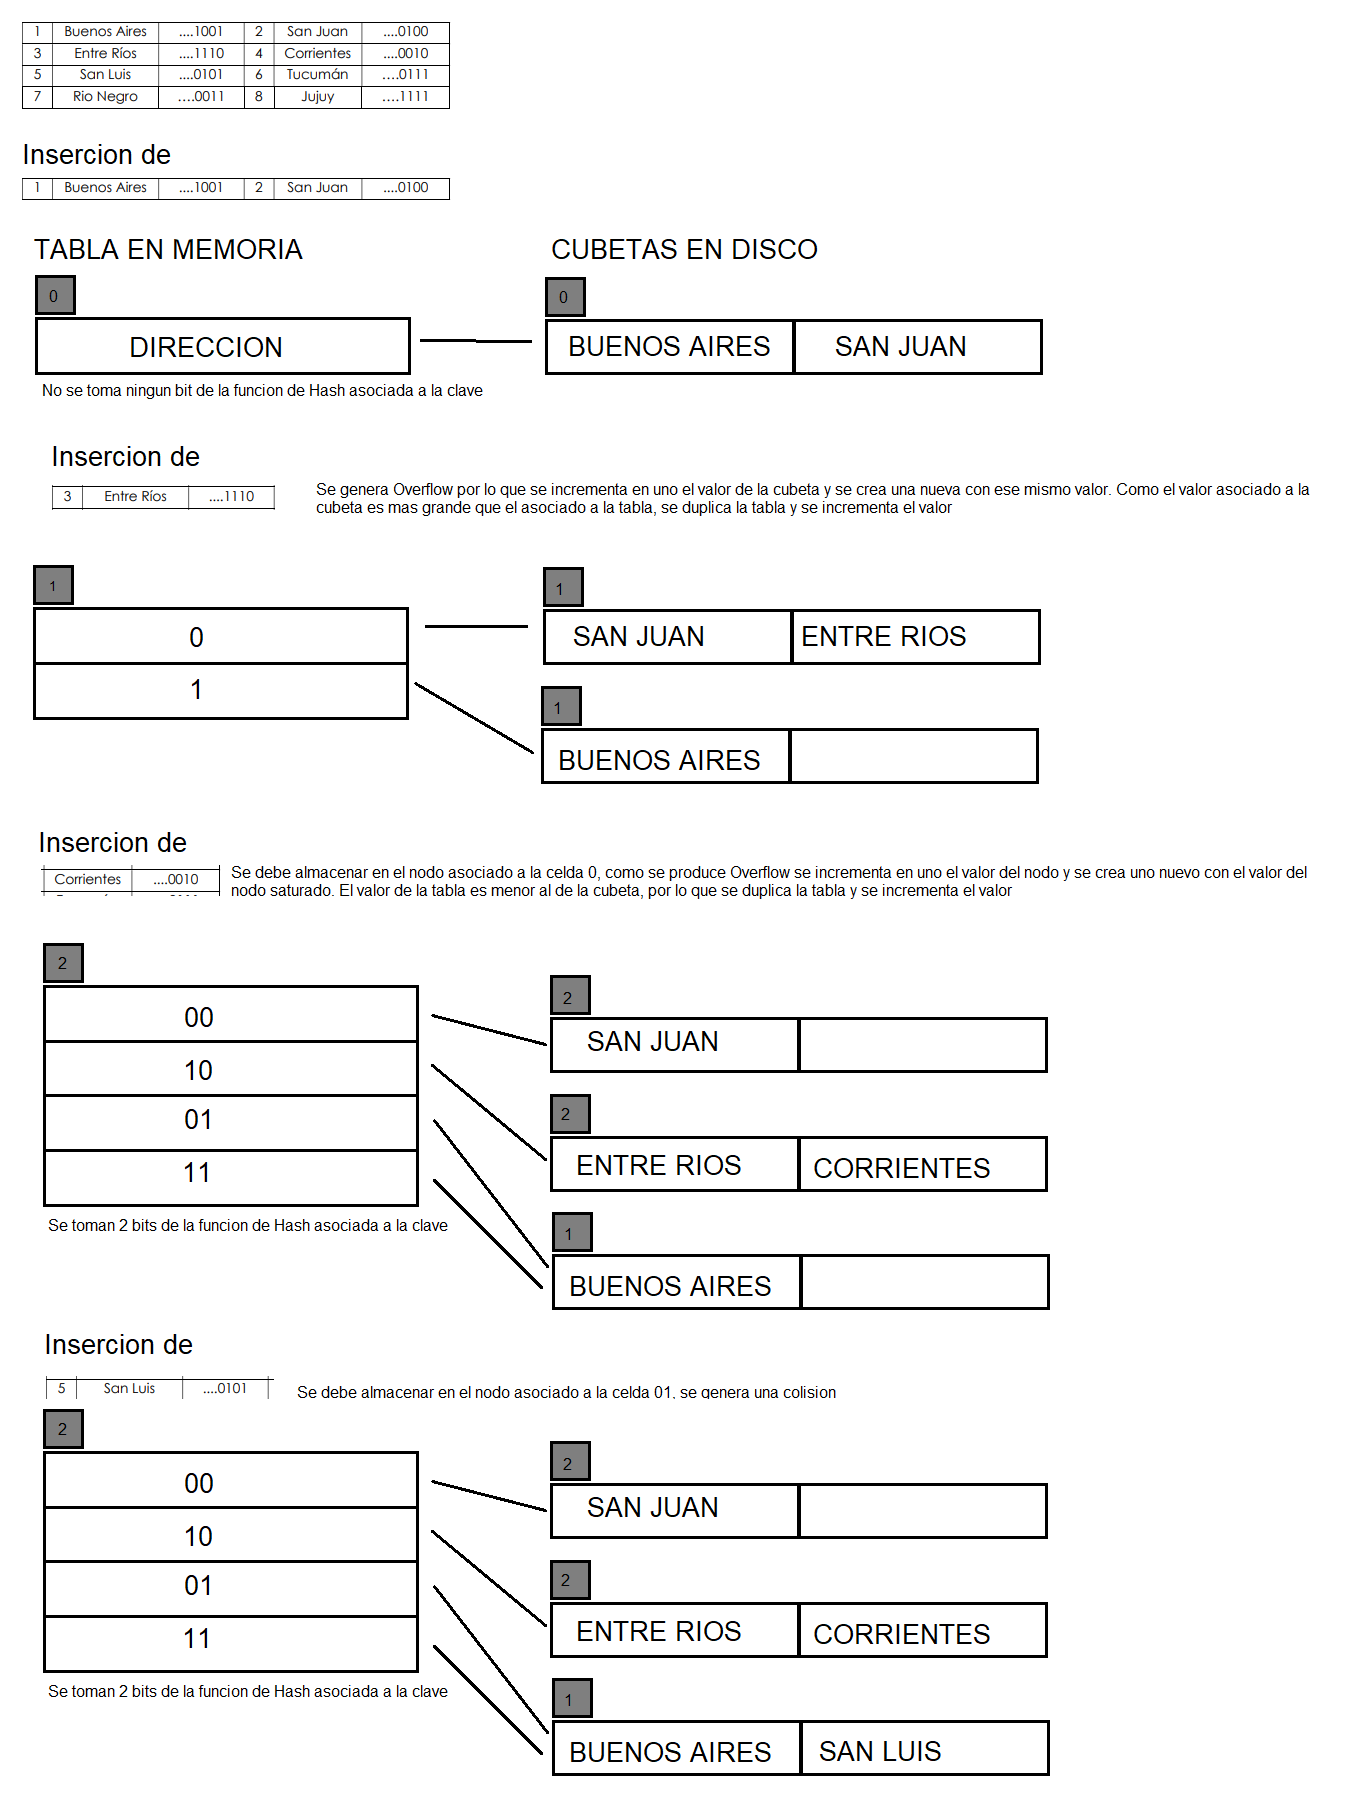 1 Buenos Aires ....1001 2 San Juan ....0100
3 Entre Ríos ....1110 4 Corrientes ....0010
5 San Luis ....0101 6 Tucumán ....0111
7 Rio Negro ....0011 8 Jujuy ....1111
Insercion de
1 Buenos Aires ....1001 2 San Juan ....0100
TABLA EN MEMORIA CUBETAS EN DISCO
0 0
DIRECCION BUENOS AIRES SAN JUAN
No se toma ningun bit de la funcion de Hash asociada a la clave
Insercion de
3 Entre Ríos ....1110
Se genera Overflow por lo que se incrementa en uno el valor de la cubeta y se crea una nueva con ese mismo valor. Como el valor asociado a la
cubeta es mas grande que el asociado a la tabla, se duplica la tabla y se incrementa el valor
1 1
0 SAN JUAN ENTRE RIOS
1
1
BUENOS AIRES
Insercion de
Corrientes ....0010
Se debe almacenar en el nodo asociado a la celda 0, como se produce Overflow se incrementa en uno el valor del nodo y se crea uno nuevo con el valor del
nodo saturado. El valor de la tabla es menor al de la cubeta, por lo que se duplica la tabla y se incrementa el valor
2
2
00
SAN JUAN
10
2
01
ENTRE RIOS CORRIENTES
11
Se toman 2 bits de la funcion de Hash asociada a la clave
1
BUENOS AIRES
Insercion de
5 San Luis ....0101
Se debe almacenar en el nodo asociado a la celda 01, se genera una colision
2
2
00
SAN JUAN
10
2
01
ENTRE RIOS CORRIENTES
11
Se toman 2 bits de la funcion de Hash asociada a la clave
1
BUENOS AIRES SAN LUIS